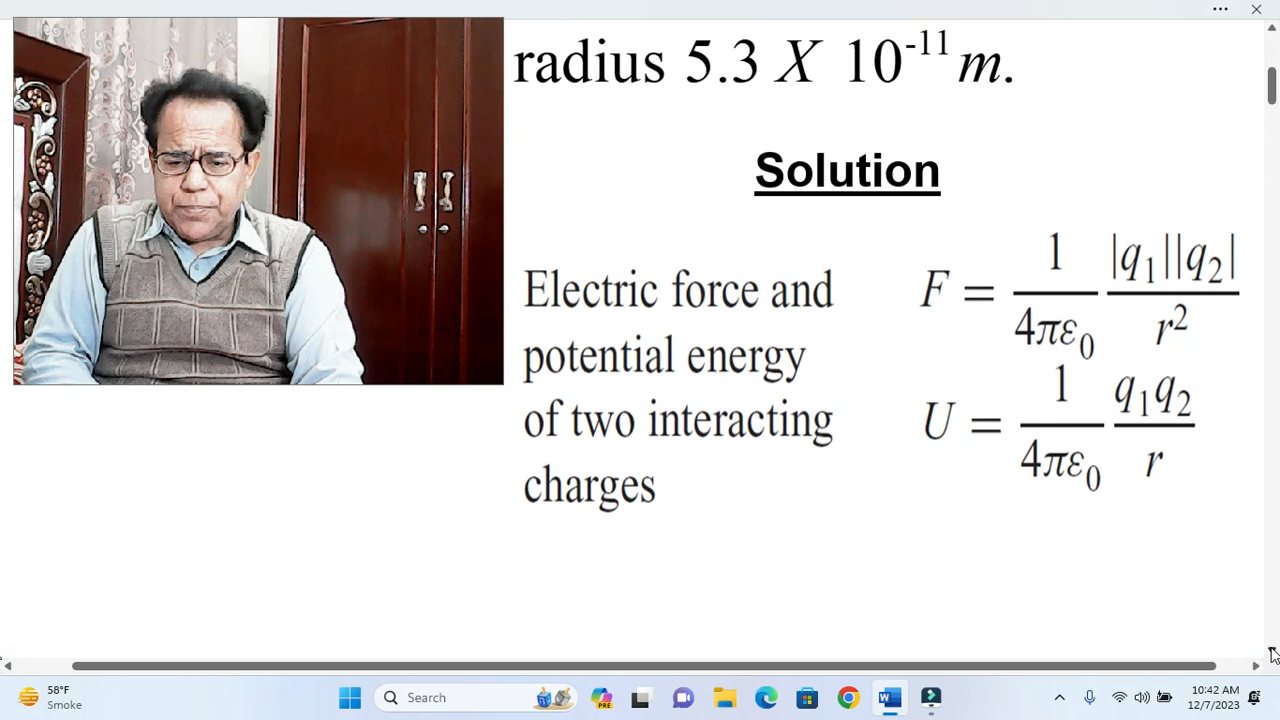 radius 5.3 X 10⁻¹¹ m.
Solution
Electric force and
potential energy
of two interacting
charges
F = 1/4πε₀ |q₁||q₂|/r²
U = 1/4πε₀ q₁q₂/r
58°F
Smoke
Search
PRE
10:42 AM
12/7/2023